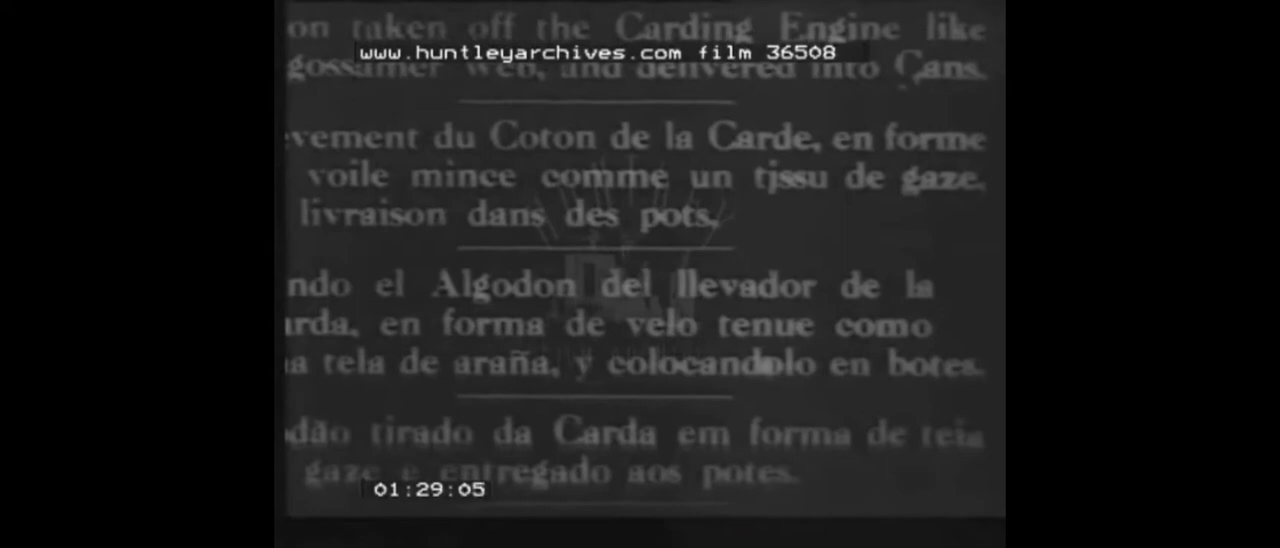 on taken off the Carding Engine like
www.huntleyarchives.com film 36508
gossamer web, and delivered into Cans.
vement du Coton de la Carde, en forme
voile mince comme un tissu de gaze,
livraison dans des pots.
ndo el Algodon del llevador de la
arda, en forma de velo tenue como
a tela de araña, y colocandolo en botes.
dão tirado da Carda em forma de teia
gaze e entregado aos potes.
01:29:05